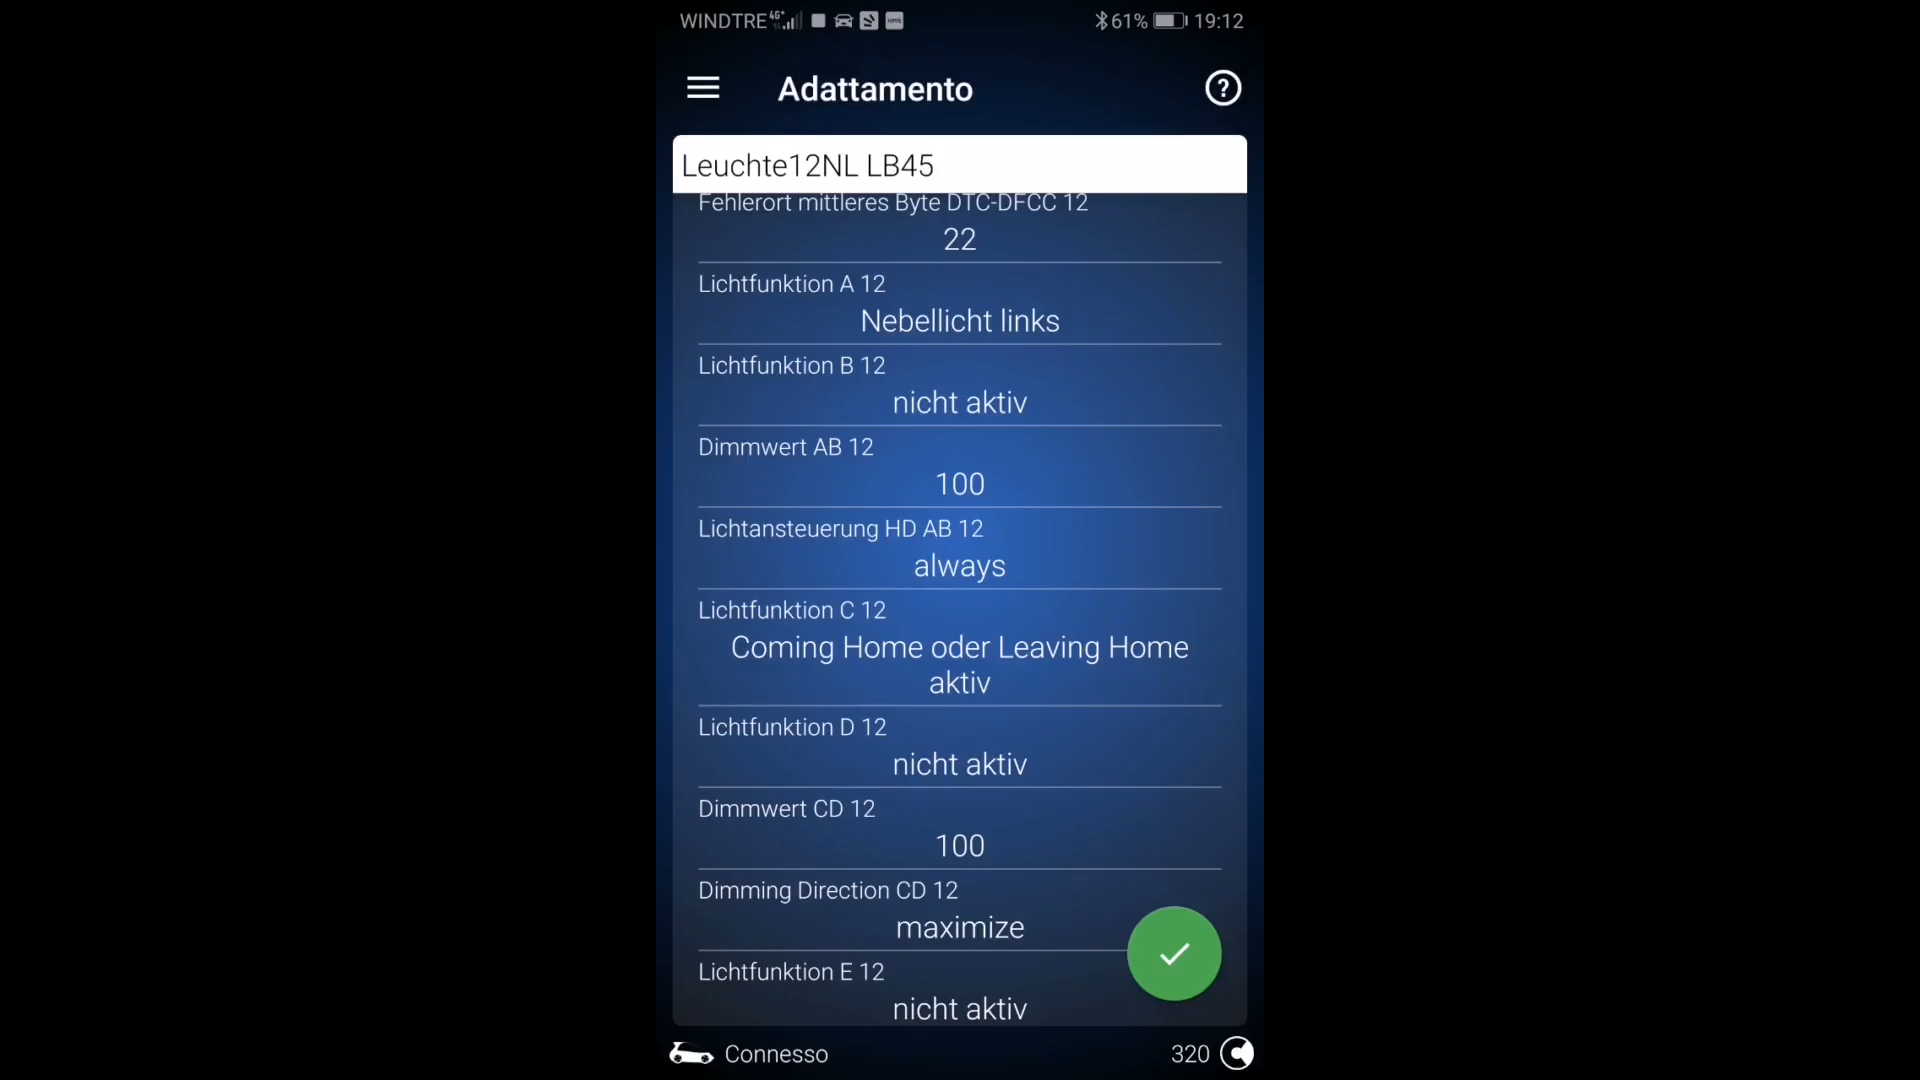 WINDTRE 4G+ HMS 61% 19:12
Adattamento ?
Leuchte12NL LB45
Fehlerort mittleres Byte DTC-DFCC 12
22
Lichtfunktion A 12
Nebellicht links
Lichtfunktion B 12
nicht aktiv
Dimmwert AB 12
100
Lichtansteuerung HD AB 12
always
Lichtfunktion C 12
Coming Home oder Leaving Home
aktiv
Lichtfunktion D 12
nicht aktiv
Dimmwert CD 12
100
Dimming Direction CD 12
maximize
Lichtfunktion E 12
nicht aktiv
Connesso 320